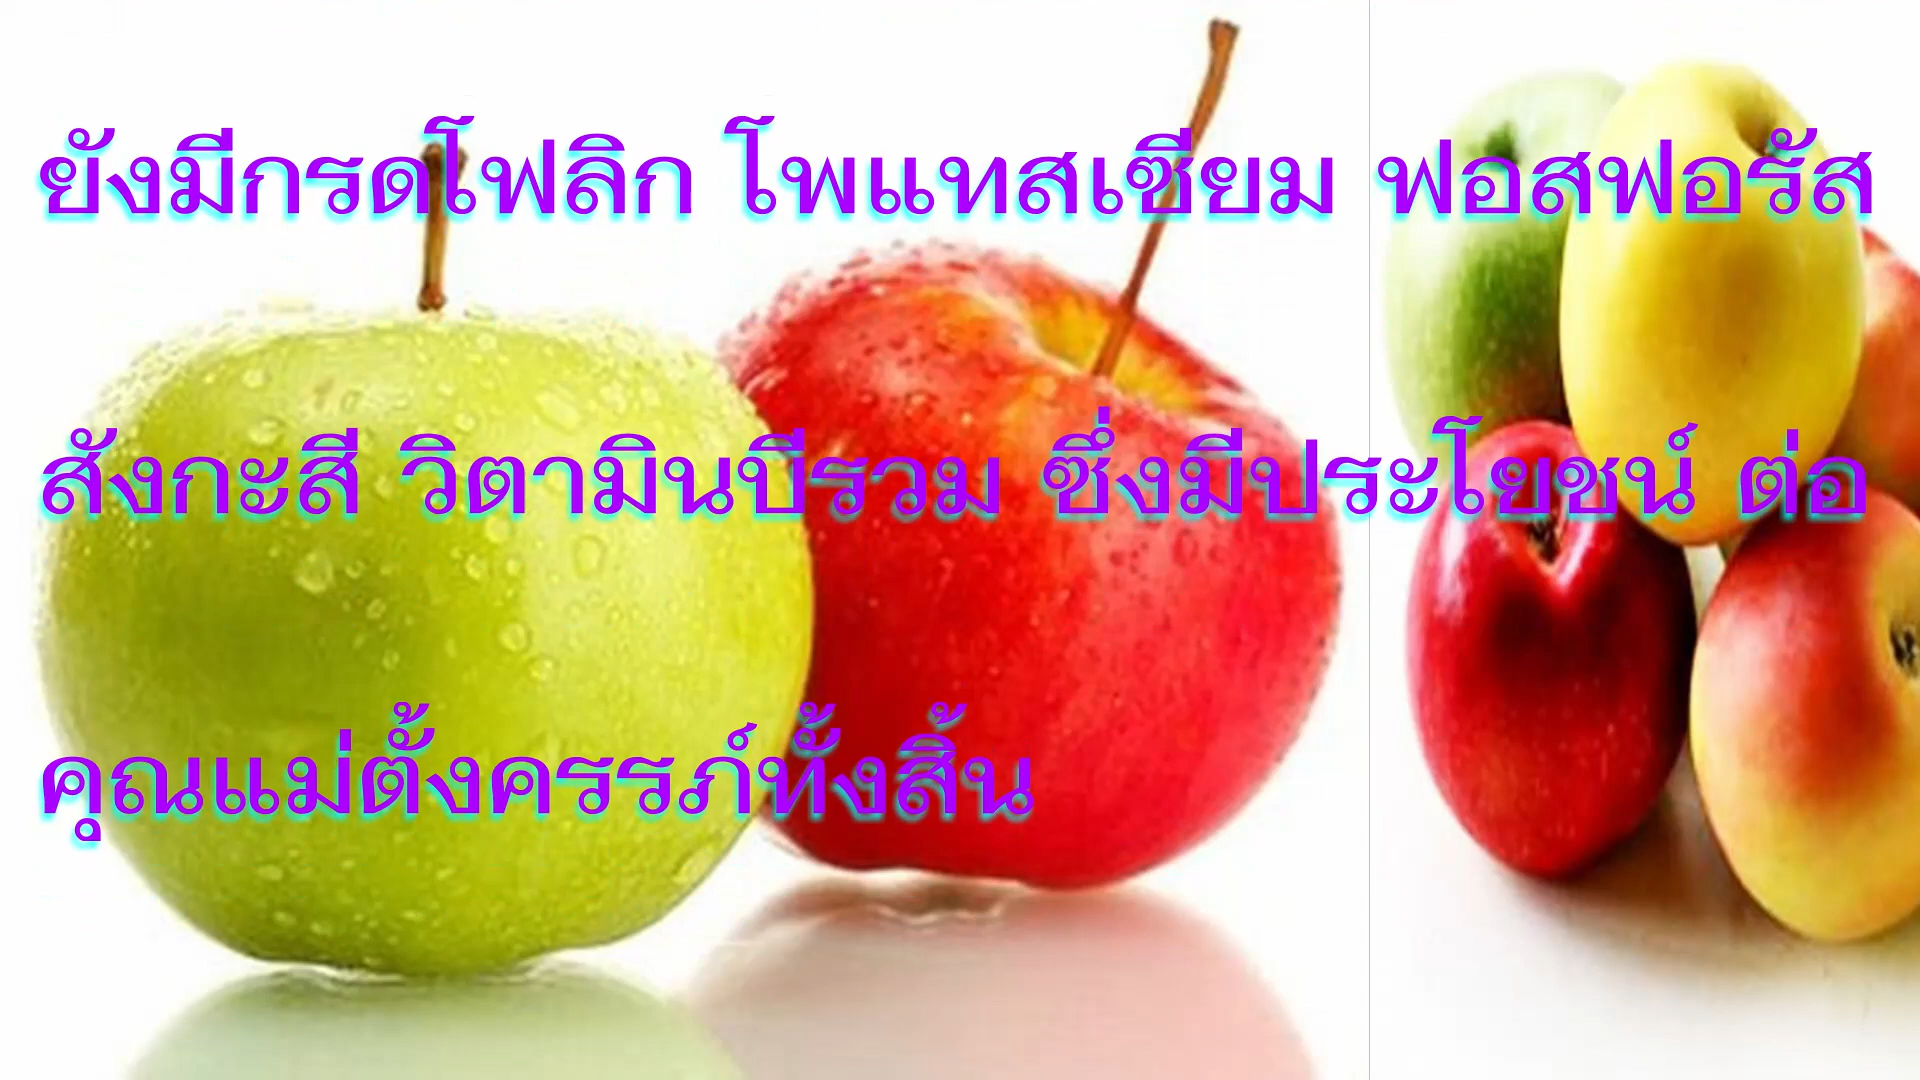 ยังมีกรดโฟลิก โพแทสเซียม ฟอสฟอรัส
สังกะสี วิตามินบีรวม ซึ่งมีประโยชน์ ต่อ
คุณแม่ตั้งครรภ์ทั้งสิ้น